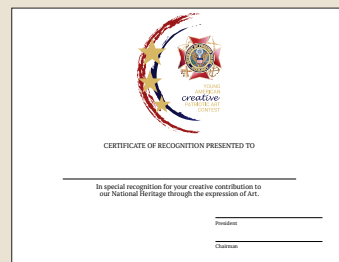 YOUNG
AMERICAN
creative
PATRIOTIC ART
CONTEST
CERTIFICATE OF RECOGNITION PRESENTED TO
In special recognition for your creative contribution to
our National Heritage through the expression of Art.
President
Chairman